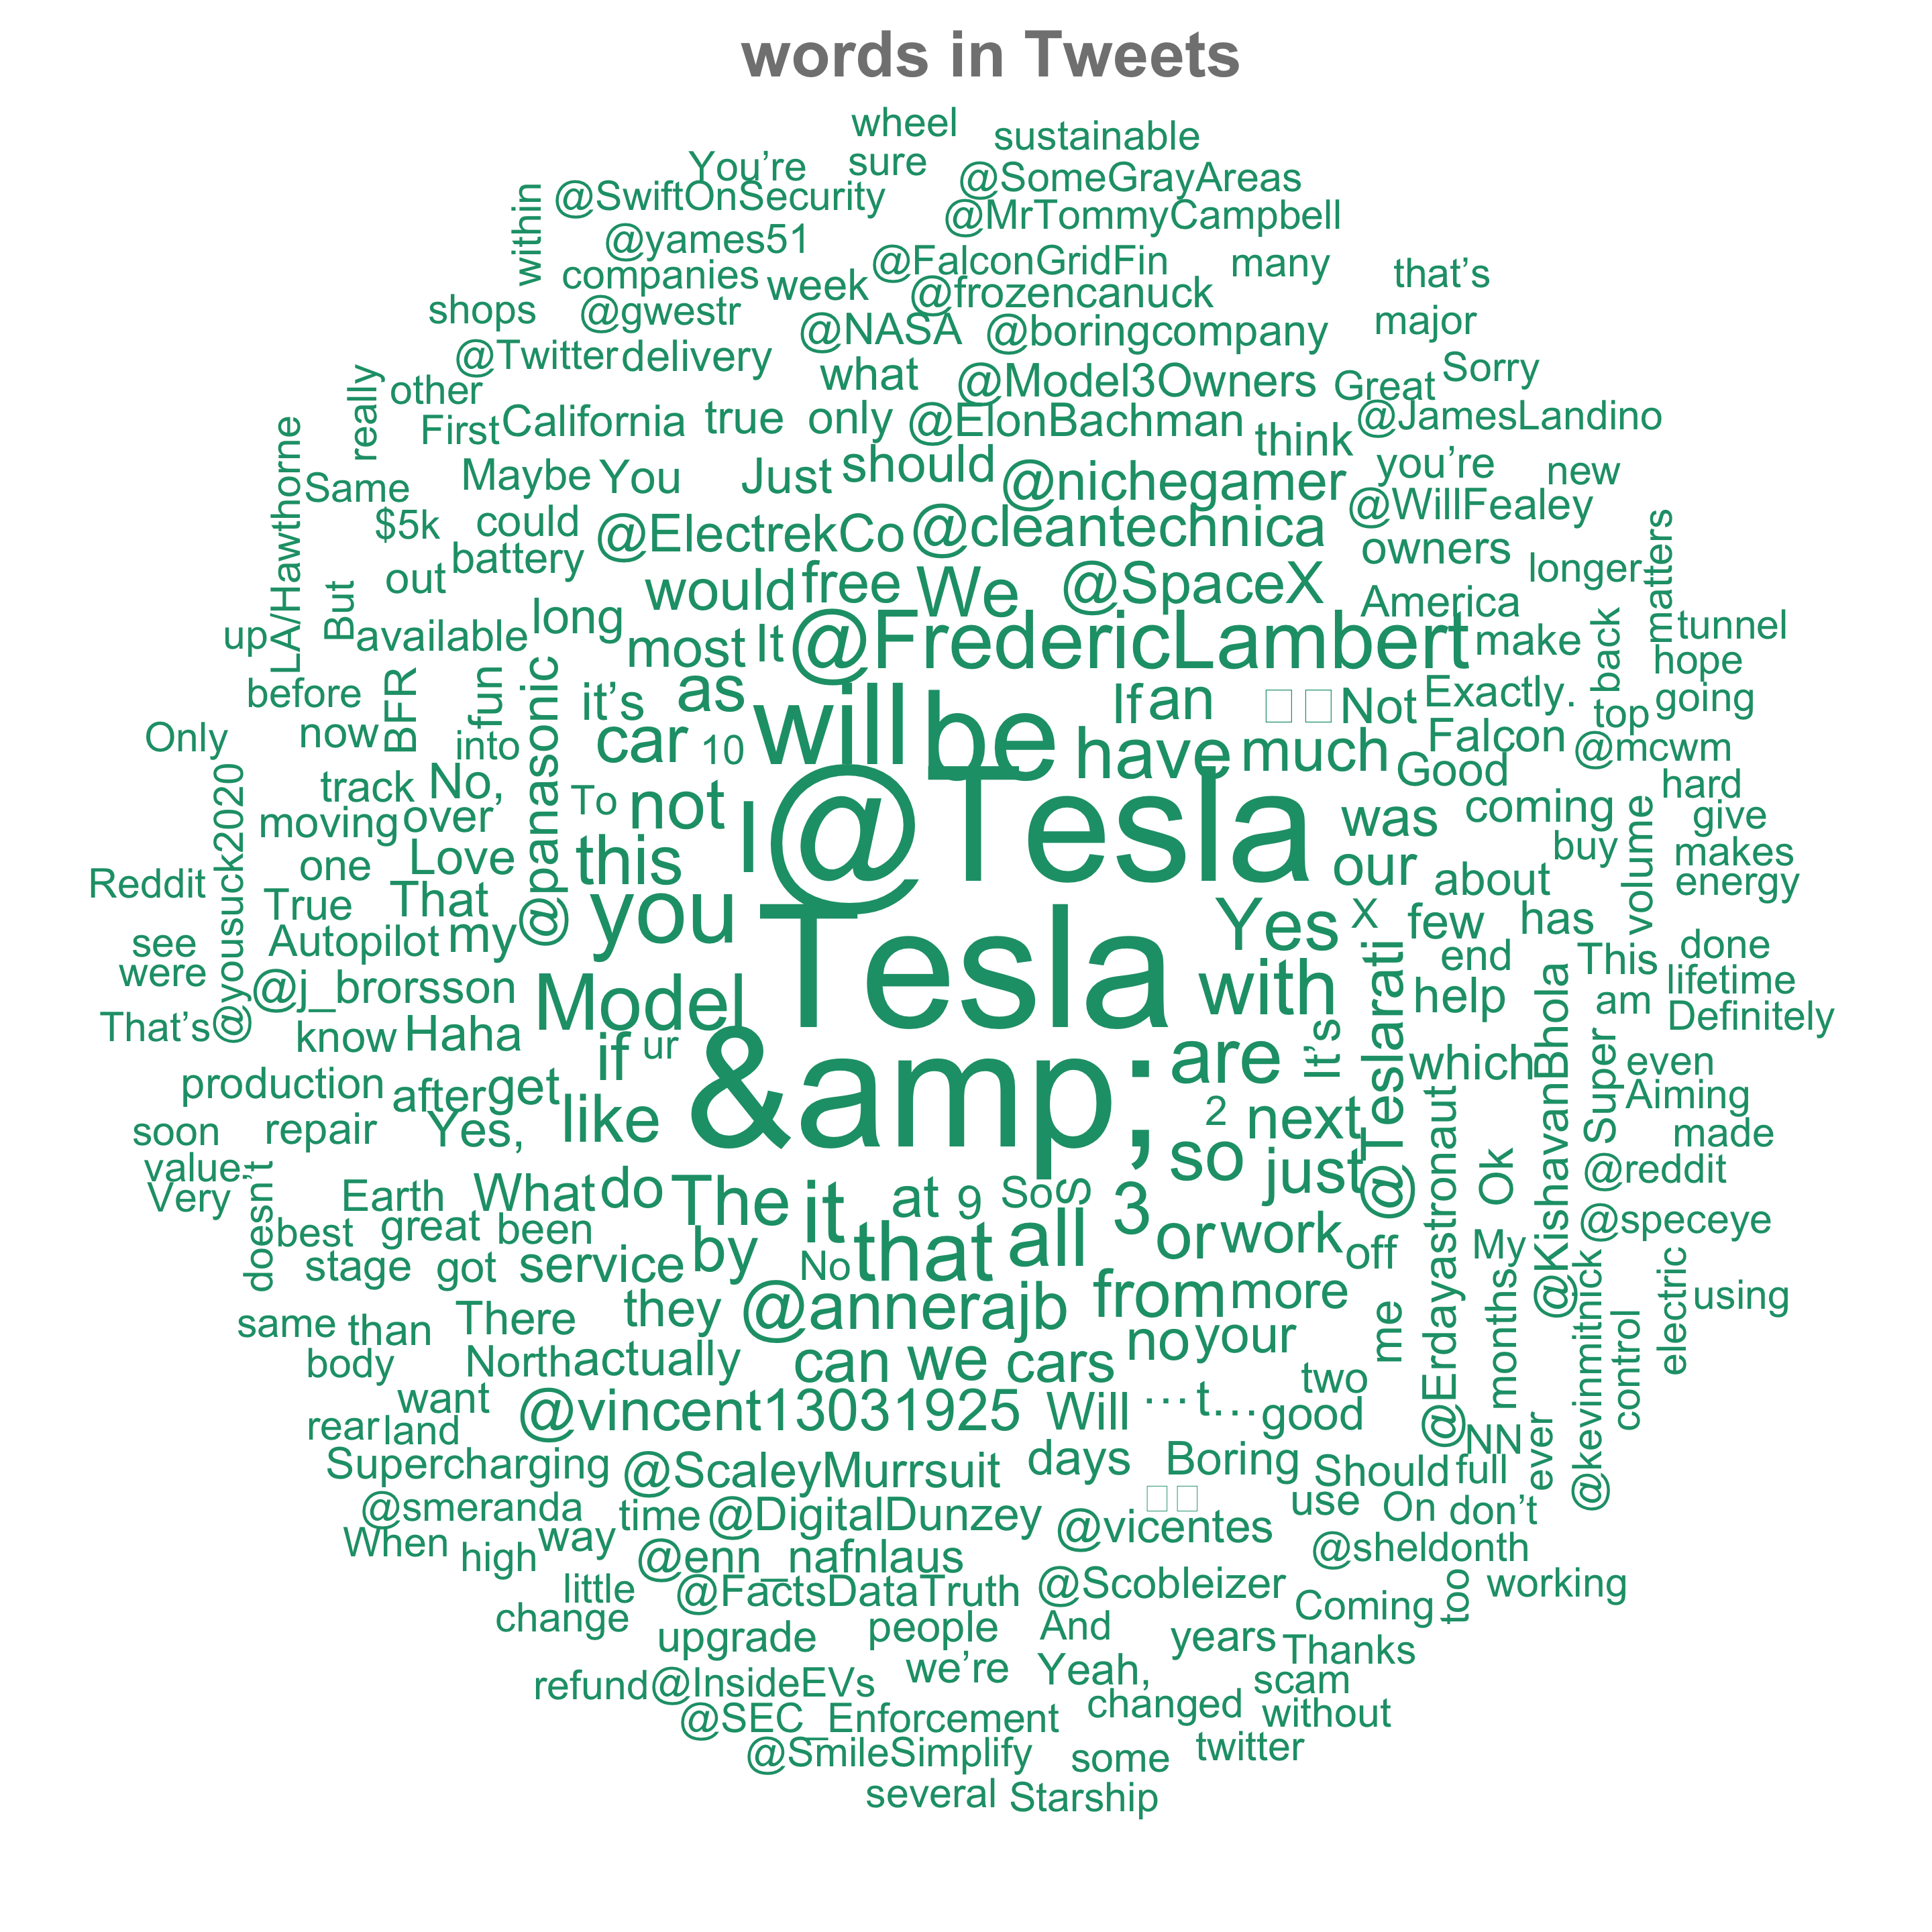 words in Tweets
wheel sustainable
You’re sure @SomeGrayAreas
within @SwiftOnSecurity @MrTommyCampbell
@yames51 @FalconGridFin many that’s
companies week @frozencanuck
shops @gwestr @NASA @boringcompany major
@Twitter delivery what @Model3Owners Great Sorry
really other
First California true only @ElonBachman think @JamesLandino
LA/Hawthorne Same Maybe You Just should @nichegamer you’re new
$5k could @ElectrekCo @cleantechnica @WillFealey
out battery owners longer matters
But would free We @SpaceX America
up available long most It @FredericLambert make back tunnel
hope
before BFR fun @panasonic it’s as will be If an Not Exactly. top going
Only now into car 10 have much Falcon @mcwm
track No, To not I @Tesla Good hard
@yousuck2020 moving over was coming volume give
Reddit one Love this our about buy makes
True That you energy
see Autopilot my Tesla Yes X few has
were @j_brorsson Model with @Teslarati end This done
lifetime
That’s know Haha if ur help am Definitely
production after get &amp; are It’s which @KishavanBhola Super even
Aiming
soon repair Yes, like 2 next @Erdayastronaut made
value. so just Ok @reddit
Very doesn’t Earth What do The it at 9 So S 3
best great been that all or work off My @speceye
stage got service by No
same than There they @annerajb from more me months @kevinmitnick control electric using
body North actually can we cars no your
want @vincent13031925 Will … t… good two
rear land NN ever
Supercharging @ScaleyMurrsuit days Boring Should full
@smeranda time @DigitalDunzey @vicentes use On don’t
When high way @enn_nafnlaus @sheldonth
little @FactsDataTruth @Scobleizer Coming too working
change upgrade people And years Thanks
refund @InsideEVs we’re Yeah, scam
@SEC_Enforcement changed without
@SmileSimplify some twitter
several Starship